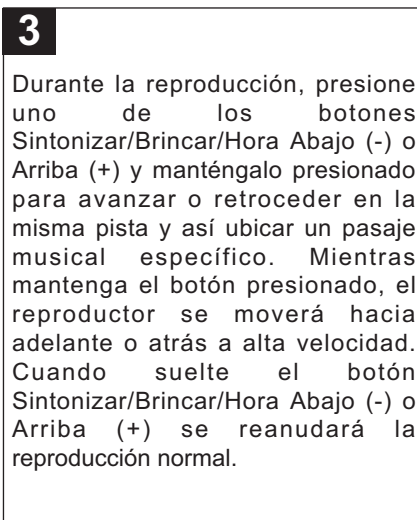 3
Durante la reproducción, presione
uno de los botones
Sintonizar/Brincar/Hora Abajo (-) o
Arriba (+) y manténgalo presionado
para avanzar o retroceder en la
misma pista y así ubicar un pasaje
musical específico. Mientras
mantenga el botón presionado, el
reproductor se moverá hacia
adelante o atrás a alta velocidad.
Cuando suelte el botón
Sintonizar/Brincar/Hora Abajo (-) o
Arriba (+) se reanudará la
reproducción normal.